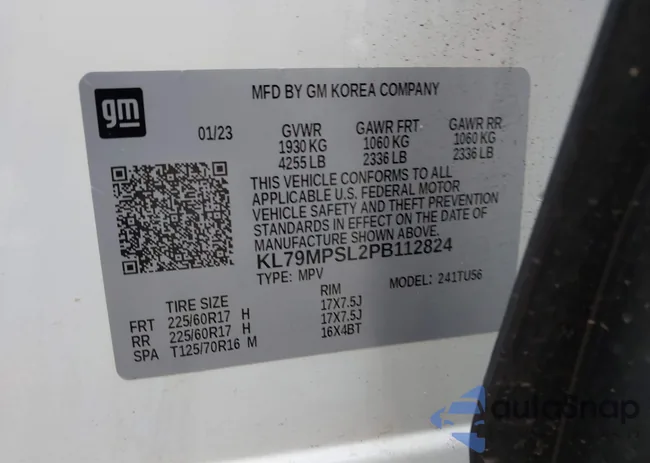 MFD BY GM KOREA COMPANY
gm
01/23 GVWR GAWR FRT. GAWR RR.
1930 KG 1060 KG 1060 KG
4255 LB 2336 LB 2336 LB
THIS VEHICLE CONFORMS TO ALL
APPLICABLE U.S. FEDERAL MOTOR
VEHICLE SAFETY AND THEFT PREVENTION
STANDARDS IN EFFECT ON THE DATE OF
MANUFACTURE SHOWN ABOVE.
KL79MPSL2PB112824
TYPE: MPV MODEL: 241TU56
TIRE SIZE RIM
FRT 225/60R17 H 17X7.5J
RR 225/60R17 H 17X7.5J
SPA T125/70R16 M 16X4BT
autoSnap